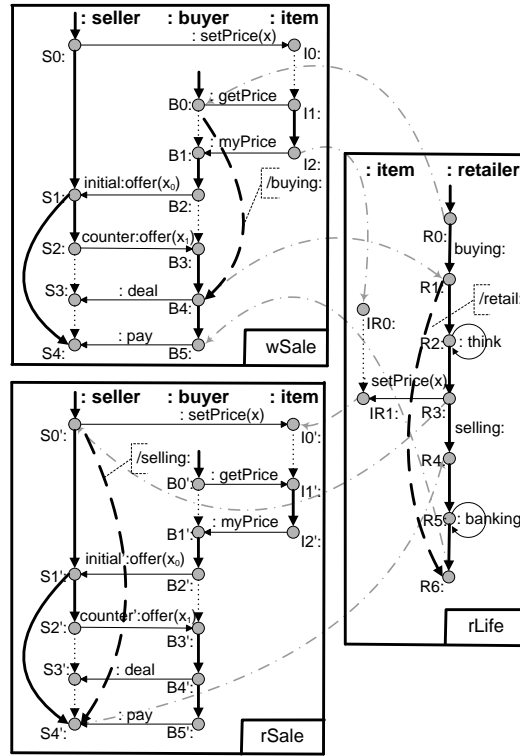 : seller : buyer : item
: setPrice(x)
S0: I0:
: getPrice
B0: I1:
: myPrice
B1: I2:
/buying:
initial:offer(x₀)
S1: B2:
counter:offer(x₁)
S2: B3:
S3: : deal B4:
: pay
S4: B5:
wSale
: item : retailer
R0:
buying:
R1:
/retail:
IR0:
R2: : think
setPrice(x)
IR1: R3:
selling:
R4:
R5: : banking
R6:
rLife
: seller : buyer : item
: setPrice(x)
S0': I0':
/selling:
: getPrice
B0': I1':
: myPrice
B1': I2':
initial':offer(x₀)
S1': B2':
counter':offer(x₁)
S2': B3':
S3': : deal B4':
: pay
S4': B5':
rSale